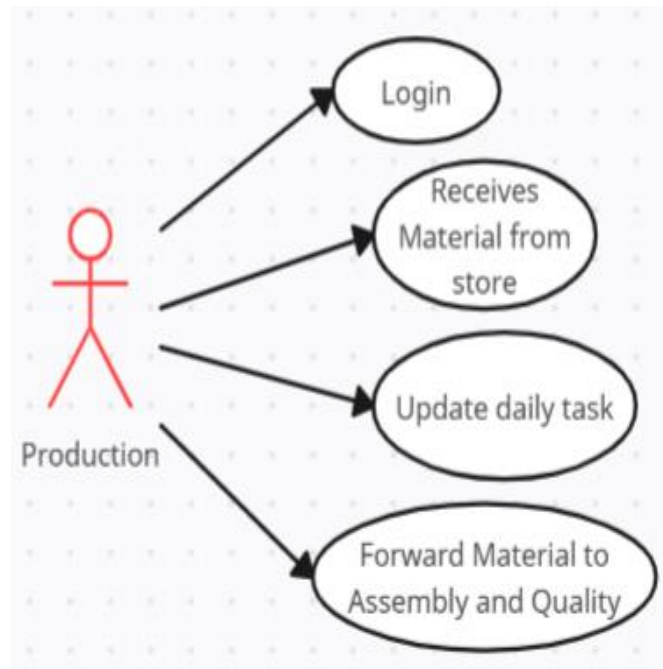 Login
Receives
Material from
store
Update daily task
Production
Forward Material to
Assembly and Quality